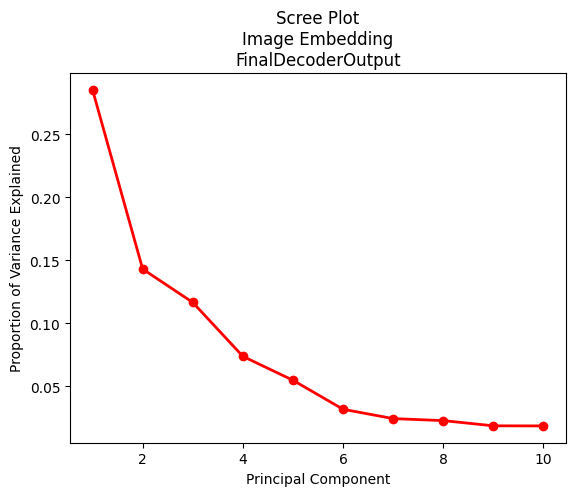 Scree Plot
Image Embedding
FinalDecoderOutput
Proportion of Variance Explained
0.25
0.20
0.15
0.10
0.05
2 4 6 8 10
Principal Component